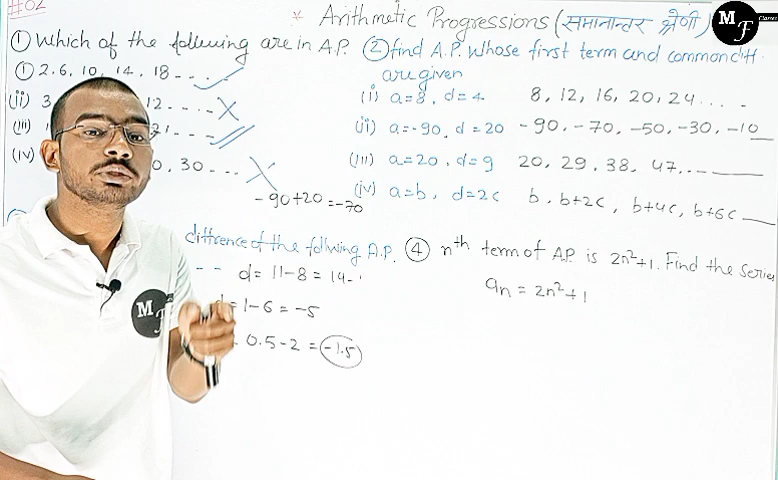 #02
* Arithmetic Progressions (समान्तर श्रेणी)
M F Classes
① Which of the following are in A.P.
① 2, 6, 10, 14, 18 - - -
(ii) 3 12 - - - - X
(iii) 21 - - -
(iv) 0, 30 - - - X
② find A.P. whose first term and common diff.
are given
(i) a=8, d=4 8, 12, 16, 20, 24 . . . . -
(ii) a=-90, d=20 -90, -70, -50, -30, -10
(iii) a=20, d=9 20, 29, 38, 47, ..
-90+20=-70
(iv) a=b, d=2c b, b+2c, b+4c, b+6c
diffrence of the follwing A.P.
- - d= 11-8 = 14-
d= 1-6 = -5
0.5-2 = -1.5
④ nth term of A.P. is 2n²+1. Find the series
an = 2n²+1
M F